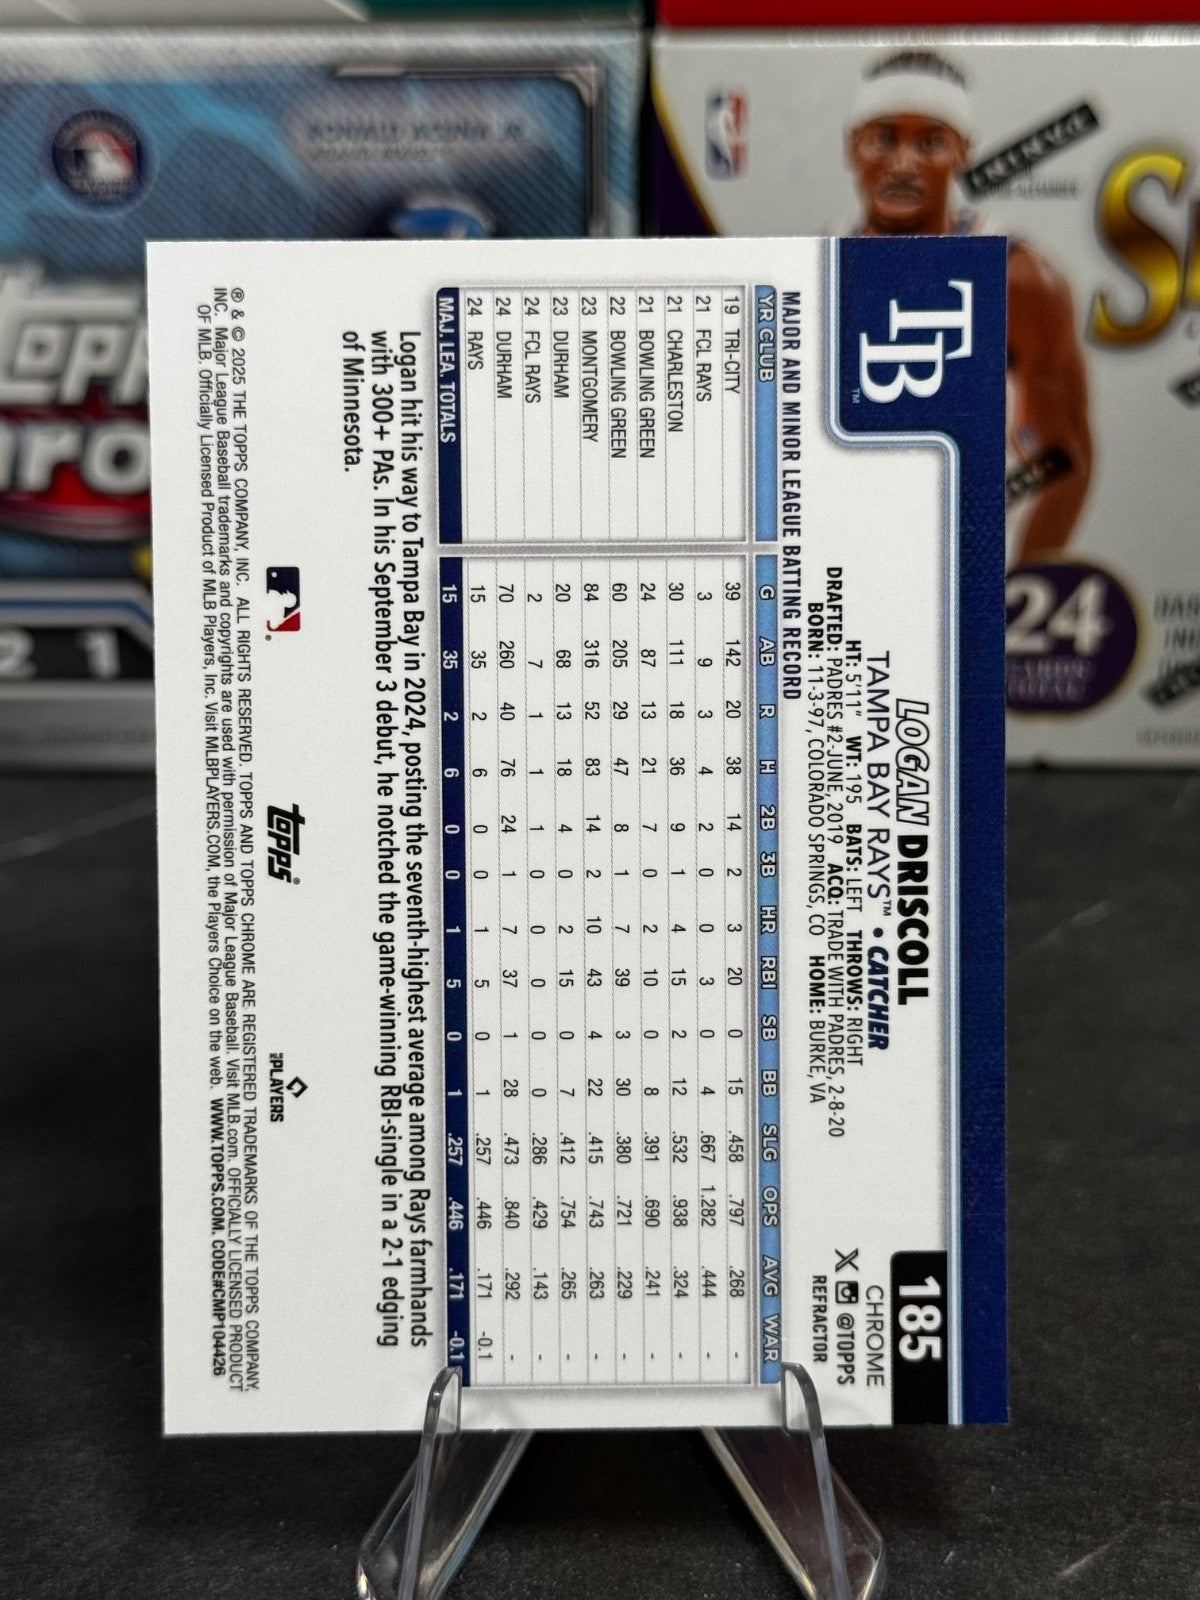 TB™
185
CHROME
X @TOPPS
REFRACTOR
LOGAN DRISCOLL
TAMPA BAY RAYS™ • CATCHER
HT: 5'11" WT: 195 BATS: LEFT THROWS: RIGHT
DRAFTED: PADRES #2-JUNE, 2019 ACQ: TRADE WITH PADRES, 2-8-20
BORN: 11-3-97, COLORADO SPRINGS, CO HOME: BURKE, VA
MAJOR AND MINOR LEAGUE BATTING RECORD
YR CLUB G AB R H 2B 3B HR RBI SB BB SLG OPS AVG WAR
19 TRI-CITY 39 142 20 38 14 2 3 20 0 15 .458 .797 .268 -
21 FCL RAYS 3 9 3 4 2 0 0 3 0 4 .667 1.282 .444 -
21 CHARLESTON 30 111 18 36 9 1 4 15 2 12 .532 .938 .324 -
21 BOWLING GREEN 24 87 13 21 7 0 2 10 0 8 .391 .690 .241 -
22 BOWLING GREEN 60 205 29 47 8 1 7 39 3 30 .380 .721 .229 -
23 MONTGOMERY 84 316 52 83 14 2 10 43 4 22 .415 .743 .263 -
23 DURHAM 20 68 13 18 4 0 2 15 0 7 .412 .754 .265 -
24 FCL RAYS 2 7 1 1 1 0 0 0 0 0 .286 .429 .143 -
24 DURHAM 70 260 40 76 24 1 7 37 1 28 .473 .840 .292 -
24 RAYS 15 35 2 6 0 0 1 5 0 1 .257 .446 .171 -0.1
MAJ. LEA. TOTALS 15 35 2 6 0 0 1 5 0 1 .257 .446 .171 -0.1
Logan hit his way to Tampa Bay in 2024, posting the seventh-highest average among Rays farmhands
with 300+ PAs. In his September 3 debut, he notched the game-winning RBI-single in a 2-1 edging
of Minnesota.
topps®
PLAYERS
® & © 2025 THE TOPPS COMPANY, INC. ALL RIGHTS RESERVED. TOPPS AND TOPPS CHROME ARE REGISTERED TRADEMARKS OF THE TOPPS COMPANY,
INC. Major League Baseball trademarks and copyrights are used with permission of Major League Baseball. Visit MLB.com. OFFICIALLY LICENSED PRODUCT
OF MLB. Officially Licensed Product of MLB Players, Inc. Visit MLBPLAYERS.COM, the Players Choice on the web. WWW.TOPPS.COM. CODE#CMP104426
24
NBA